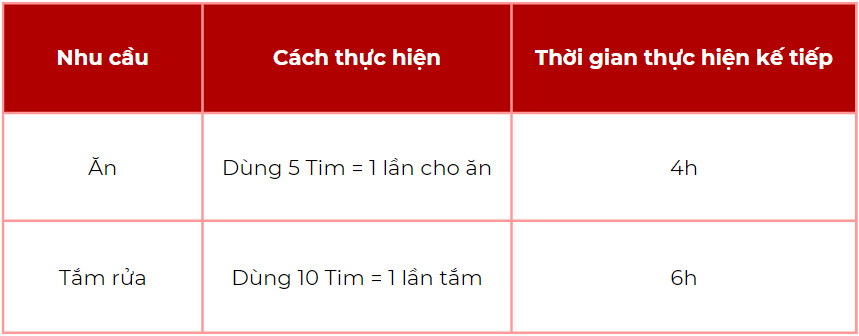 Nhu cầu
Cách thực hiện
Thời gian thực hiện kế tiếp
Ăn
Dùng 5 Tim = 1 lần cho ăn
4h
Tắm rửa
Dùng 10 Tim = 1 lần tắm
6h